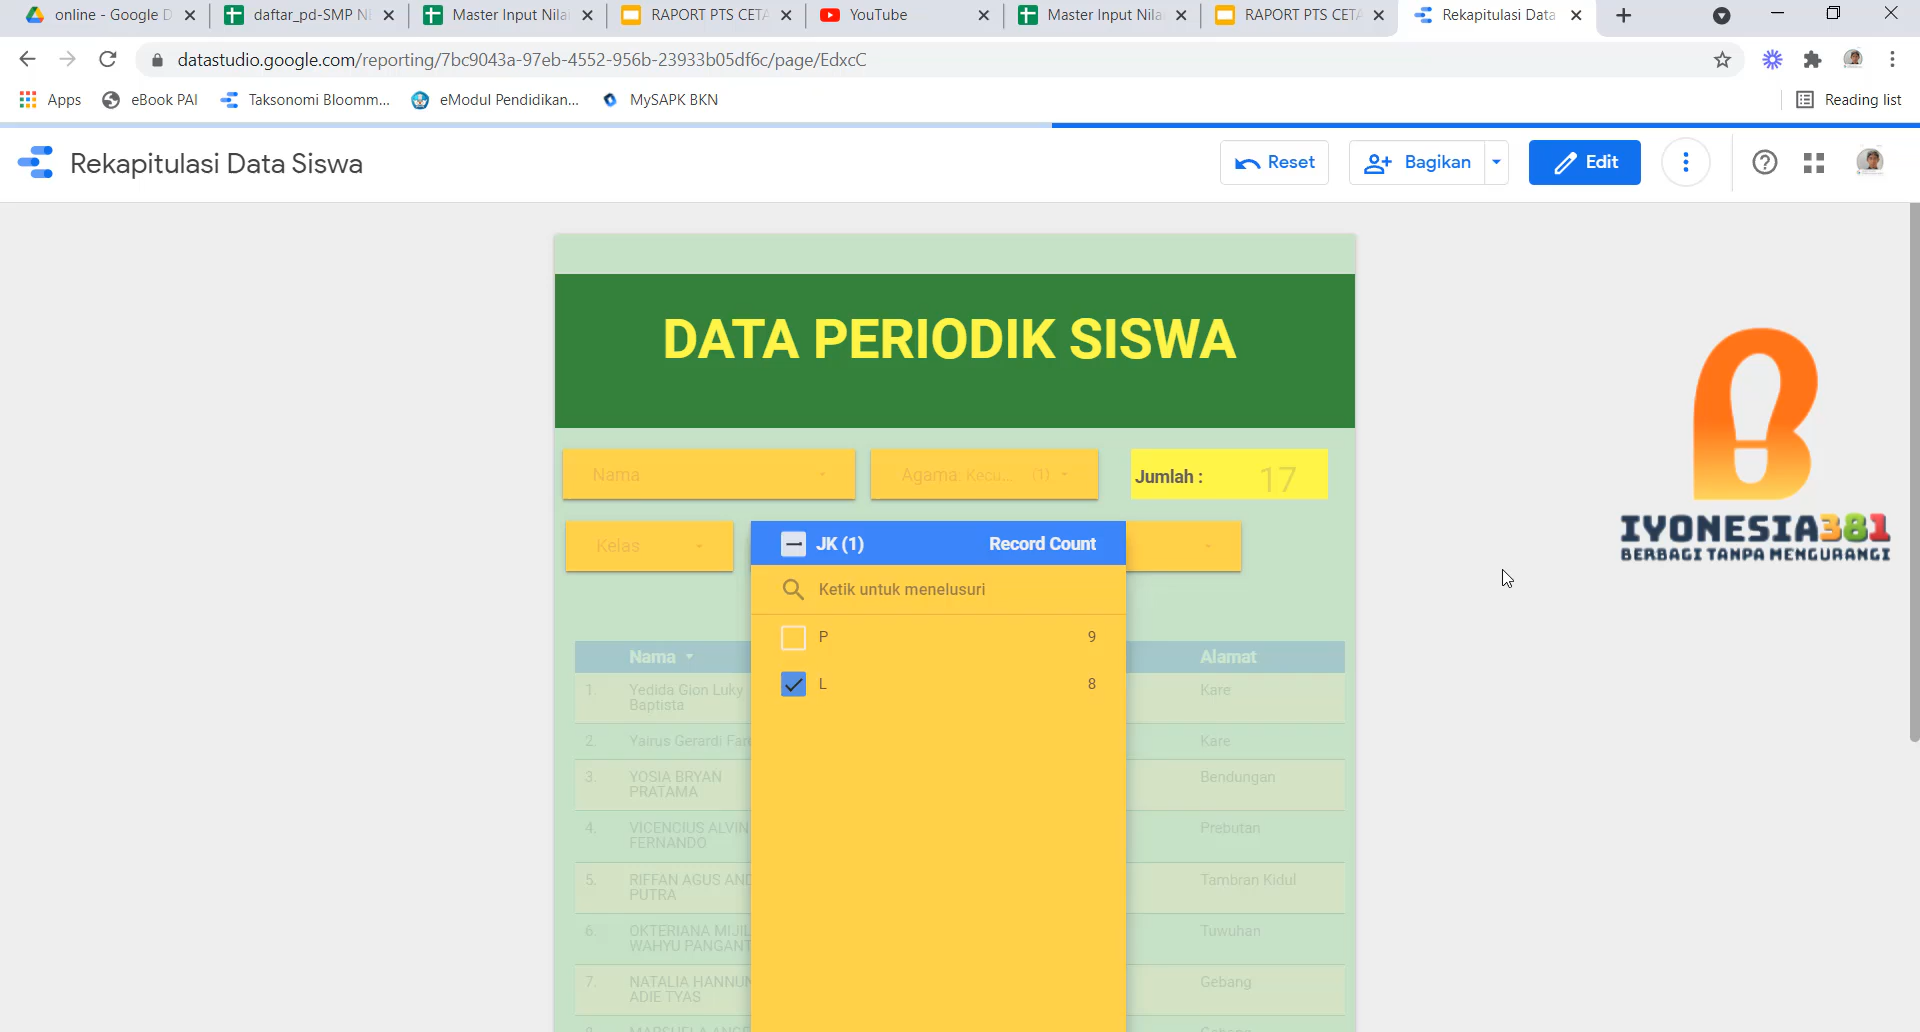 online - Google D
daftar_pd-SMP N
Master Input Nila
RAPORT PTS CETA
YouTube
Master Input Nila
RAPORT PTS CETA
Rekapitulasi Data
datastudio.google.com/reporting/7bc9043a-97eb-4552-956b-23933b05df6c/page/EdxcC
Apps
eBook PAI
Taksonomi Bloomm...
eModul Pendidikan...
MySAPK BKN
Reading list
Rekapitulasi Data Siswa
Reset
Bagikan
Edit
DATA PERIODIK SISWA
Nama
Agama: Kecu... (1)
Jumlah : 17
Kelas
JK (1) Record Count
Ketik untuk menelusuri
P 9
L 8
Nama
Alamat
1. Yedida Gion Luky
Baptista
Kare
2. Yairus Gerardi Fare
Kare
3. YOSIA BRYAN
PRATAMA
Bendungan
4. VICENCIUS ALVIN
FERNANDO
Prabutan
5. RIFFAN AGUS AND
PUTRA
Tambran Kidul
6. OKTERIANA MIJIL
WAHYU PANGANT
Tuwuhan
7. NATALIA HANNUN
ADIE TYAS
Gebang
IYONESIA381
BERBAGI TANPA MENGURANGI